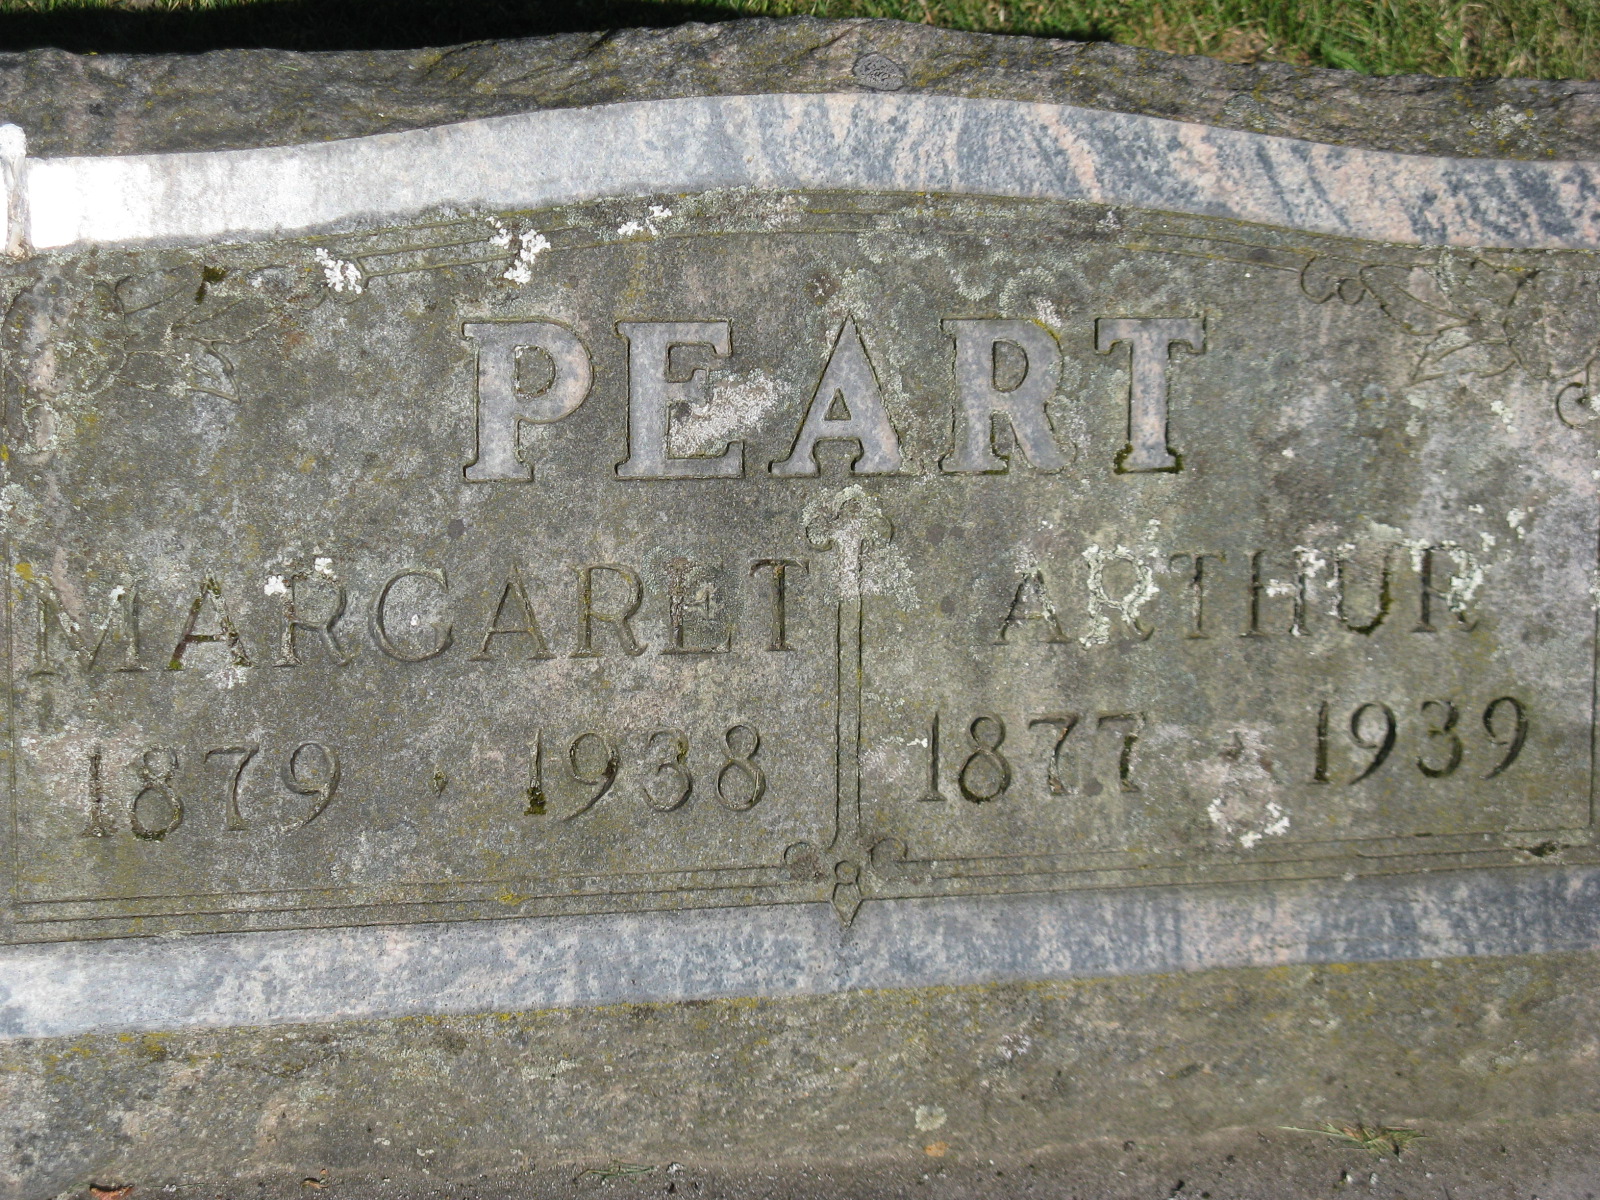 PEART
MARGARET ARTHUR
1879 · 1938 1877 · 1939